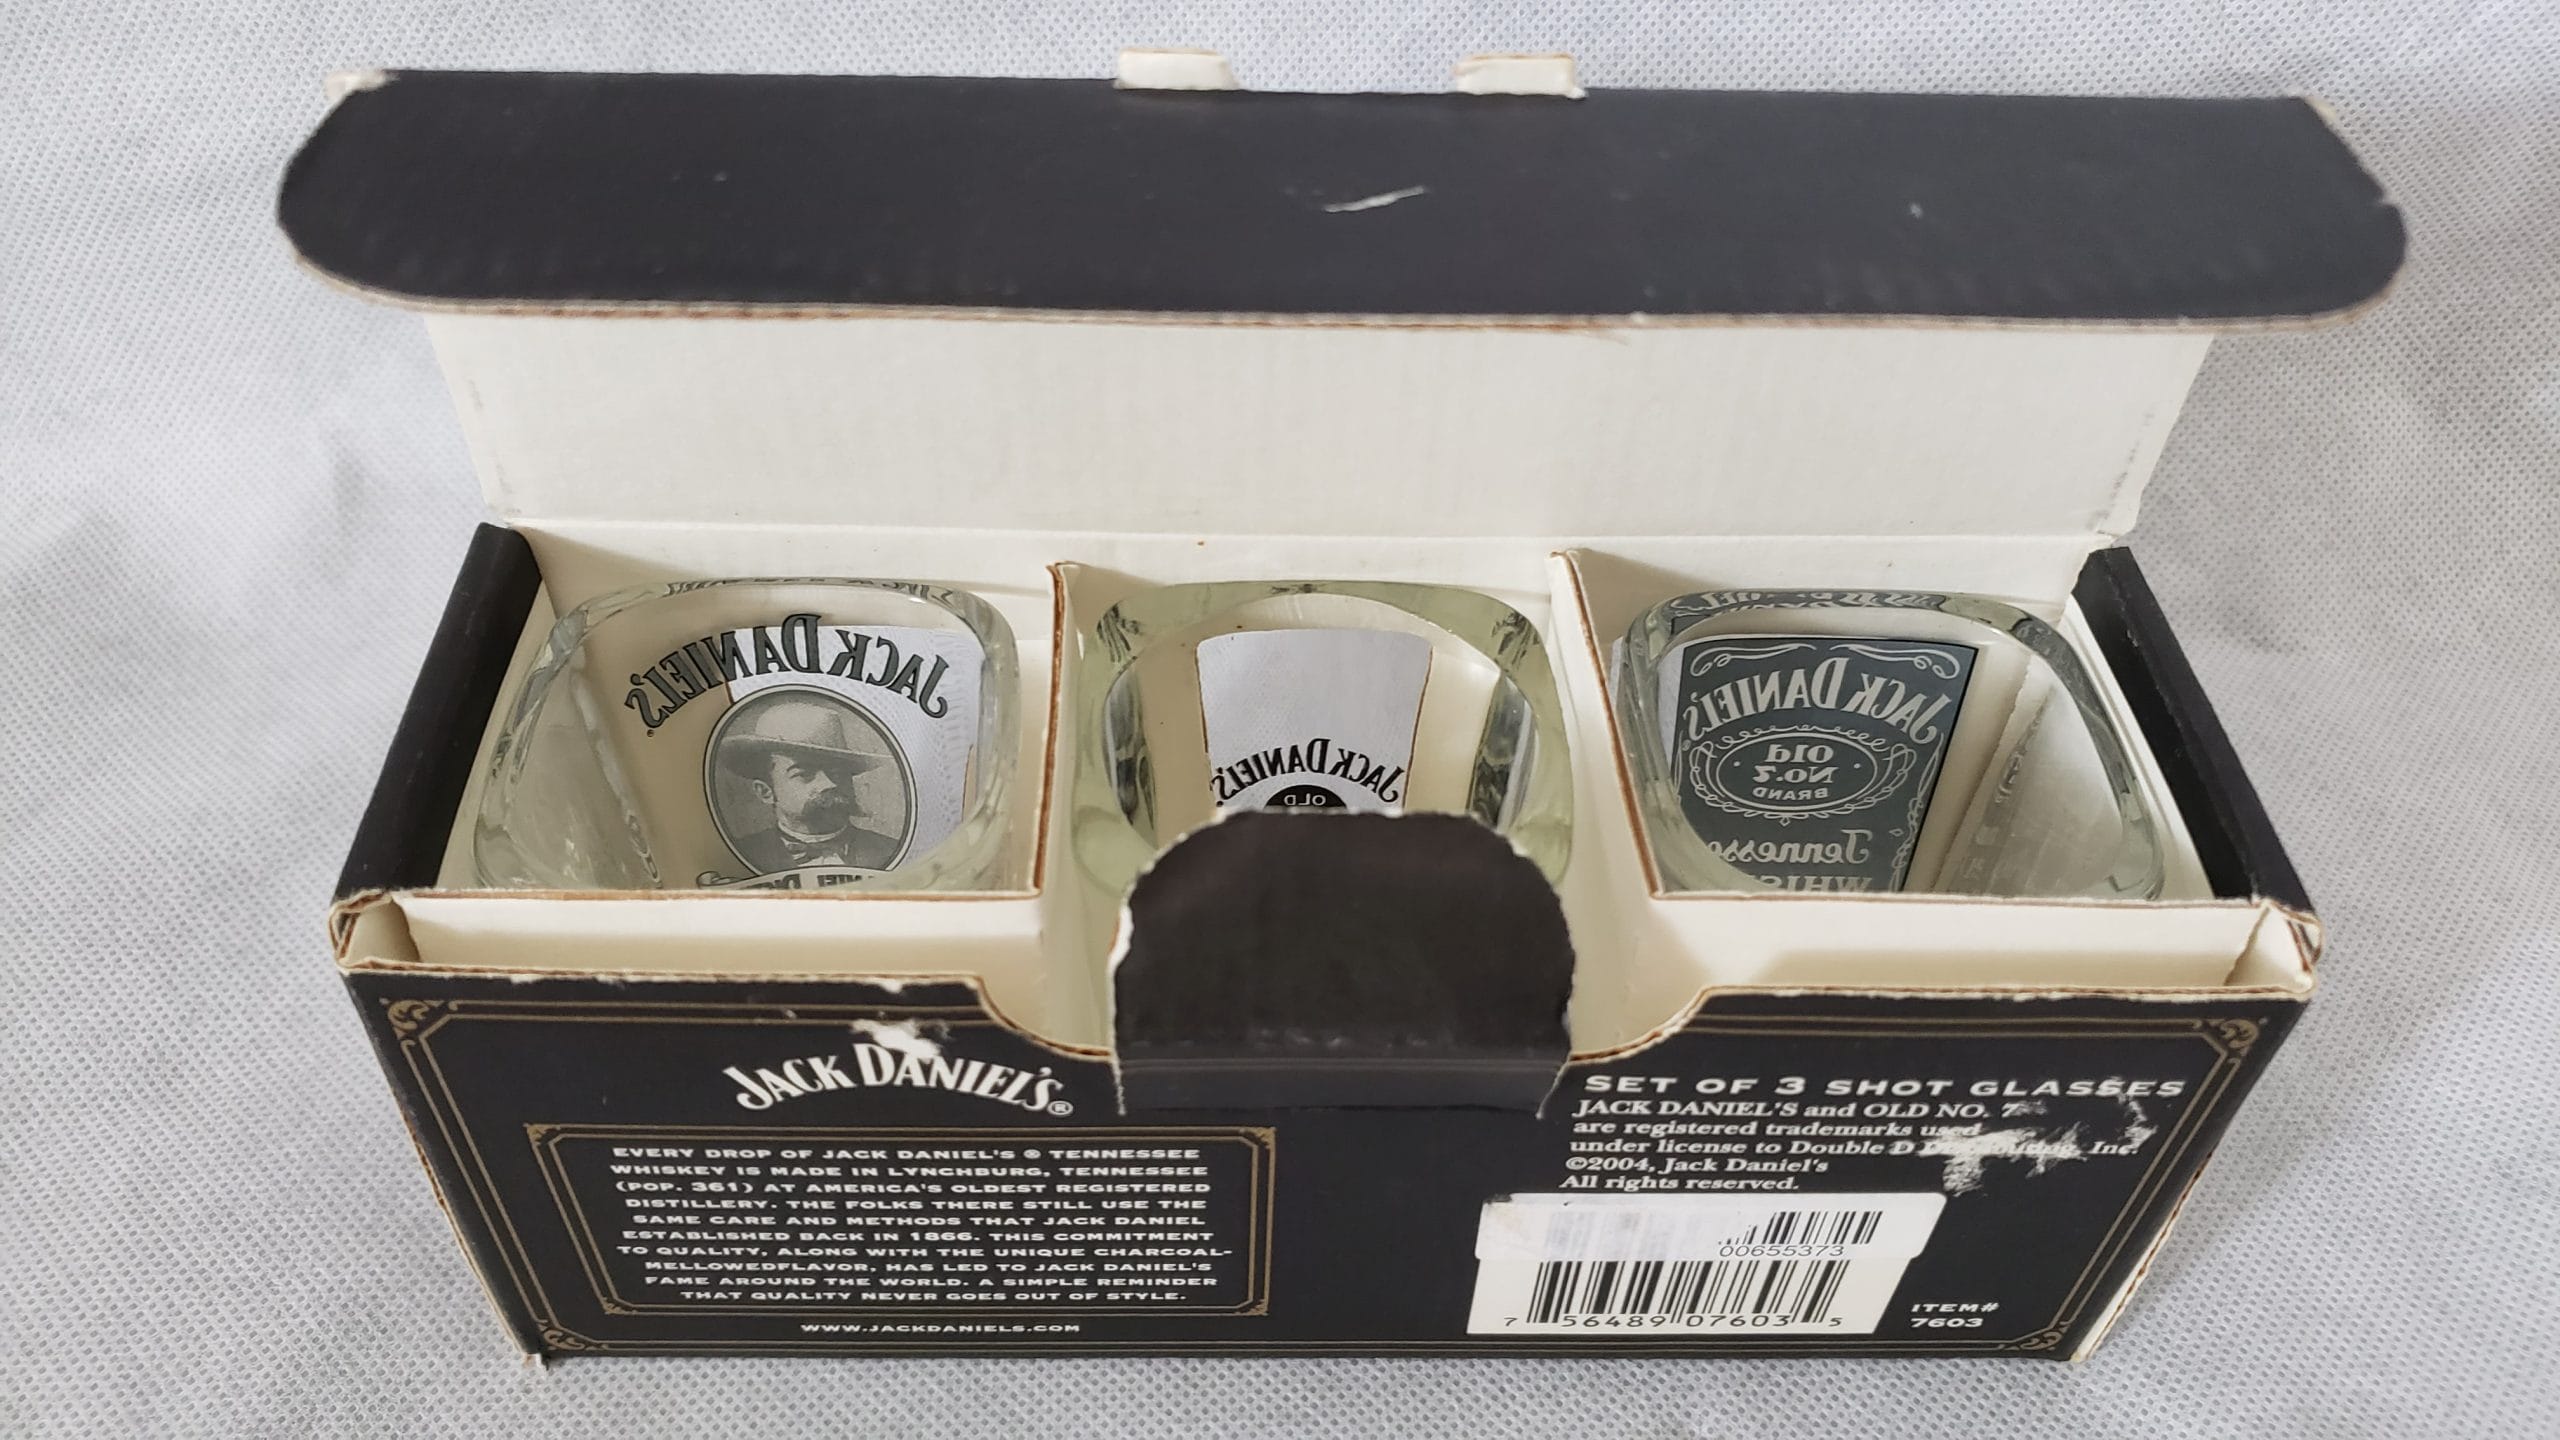 JACK DANIEL'S
JACK DANIEL'S
OLD
JACK DANIEL'S
Old
No. 7
BRAND
Tennesse
WHIS
JACK DANIEL'S®
EVERY DROP OF JACK DANIEL'S ® TENNESSEE
WHISKEY IS MADE IN LYNCHBURG, TENNESSEE
(POP. 361) AT AMERICA'S OLDEST REGISTERED
DISTILLERY. THE FOLKS THERE STILL USE THE
SAME CARE AND METHODS THAT JACK DANIEL
ESTABLISHED BACK IN 1866. THIS COMMITMENT
TO QUALITY, ALONG WITH THE UNIQUE CHARCOAL-
MELLOWEDFLAVOR, HAS LED TO JACK DANIEL'S
FAME AROUND THE WORLD. A SIMPLE REMINDER
THAT QUALITY NEVER GOES OUT OF STYLE.
WWW.JACKDANIELS.COM
SET OF 3 SHOT GLASSES
JACK DANIEL'S and OLD NO. 7
are registered trademarks used
under license to Double D Inc.
©2004, Jack Daniel's
All rights reserved.
00655373
7 56489 07603 5
ITEM#
7603